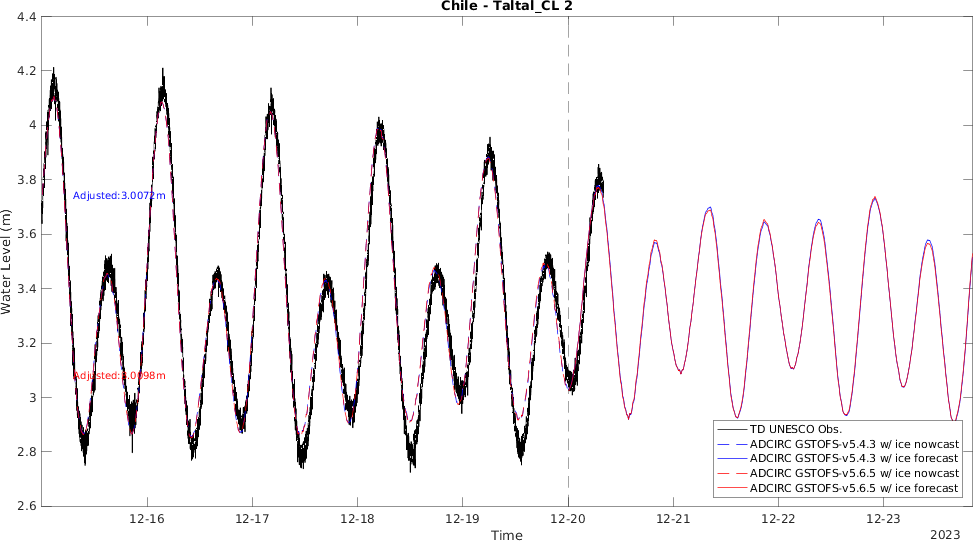 Chile - Taltal_CL 2
4.4
4.2
4
3.8
3.6
3.4
3.2
3
2.8
2.6
Water Level (m)
Adjusted:3.0072m
Adjusted:3.0098m
TD UNESCO Obs.
ADCIRC GSTOFS-v5.4.3 w/ ice nowcast
ADCIRC GSTOFS-v5.4.3 w/ ice forecast
ADCIRC GSTOFS-v5.6.5 w/ ice nowcast
ADCIRC GSTOFS-v5.6.5 w/ ice forecast
12-16 12-17 12-18 12-19 12-20 12-21 12-22 12-23
Time
2023